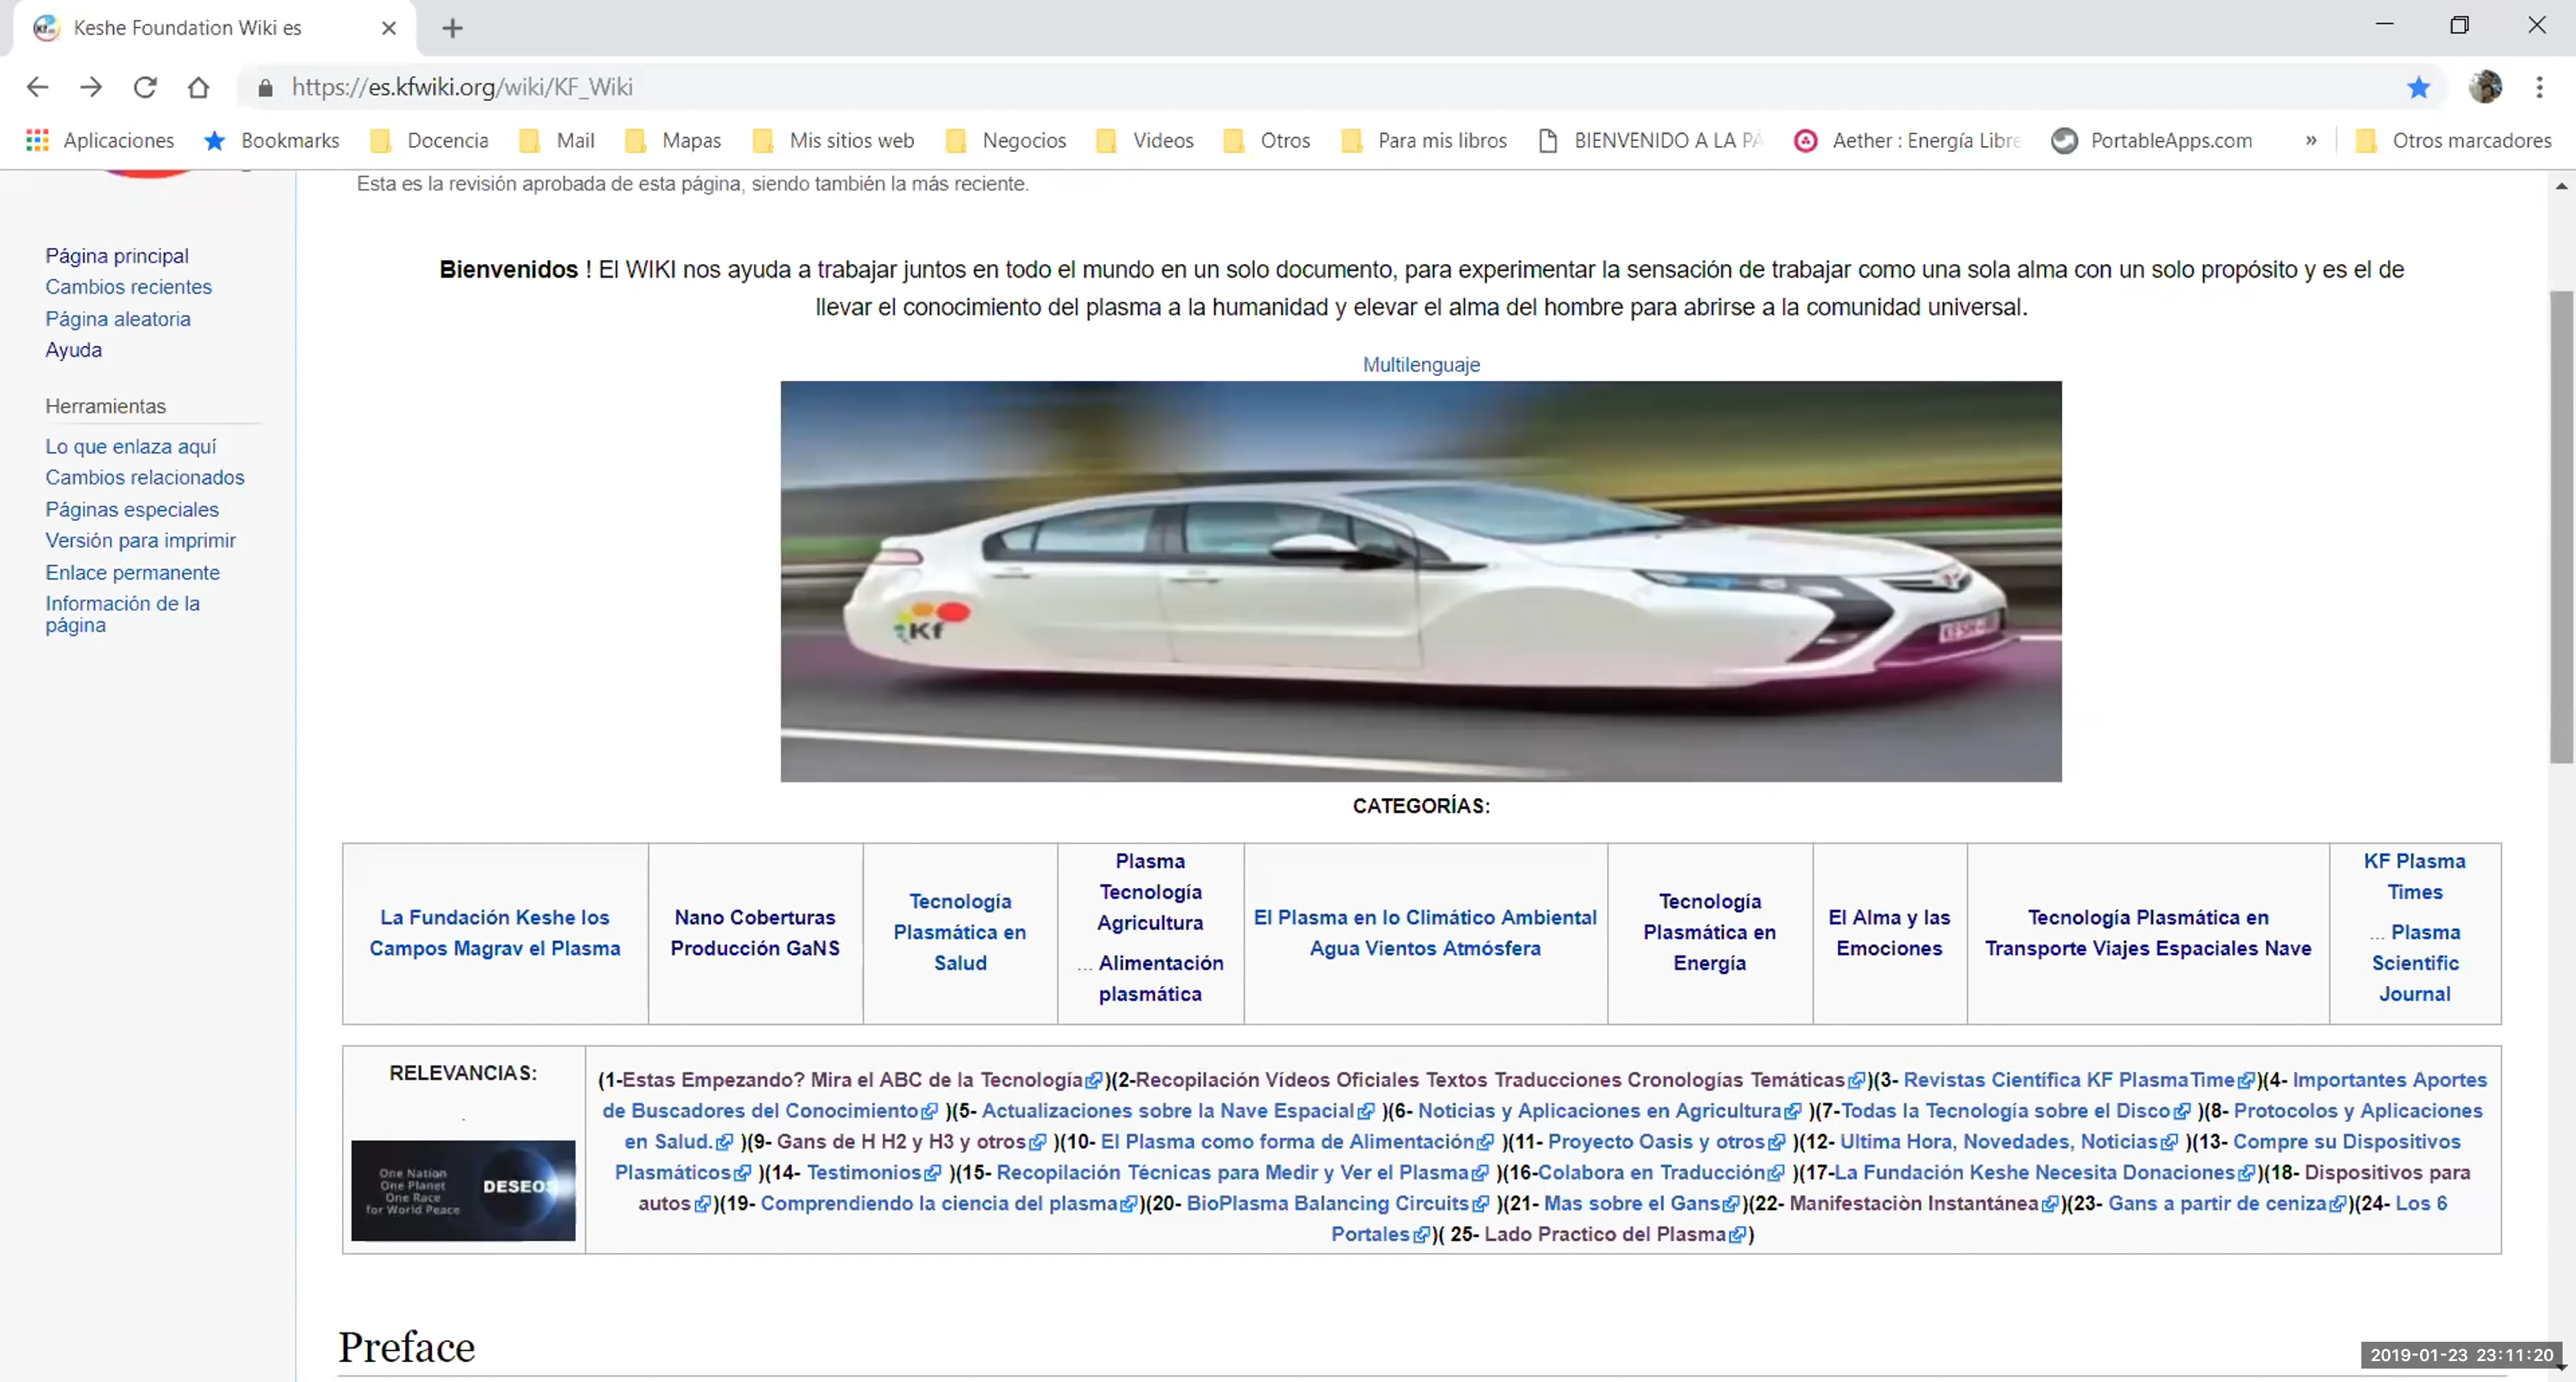 Keshe Foundation Wiki es
https://es.kfwiki.org/wiki/KF_Wiki
Aplicaciones Bookmarks Docencia Mail Mapas Mis sitios web Negocios Videos Otros Para mis libros BIENVENIDO A LA PÁ Aether : Energía Libre PortableApps.com » Otros marcadores
Esta es la revisión aprobada de esta página, siendo también la más reciente.
Página principal
Cambios recientes
Página aleatoria
Ayuda
Herramientas
Lo que enlaza aquí
Cambios relacionados
Páginas especiales
Versión para imprimir
Enlace permanente
Información de la
página
Bienvenidos ! El WIKI nos ayuda a trabajar juntos en todo el mundo en un solo documento, para experimentar la sensación de trabajar como una sola alma con un solo propósito y es el de
llevar el conocimiento del plasma a la humanidad y elevar el alma del hombre para abrirse a la comunidad universal.
Multilenguaje
Kf
CATEGORÍAS:
La Fundación Keshe los
Campos Magrav el Plasma
Nano Coberturas
Producción GaNS
Tecnología
Plasmática en
Salud
Plasma
Tecnología
Agricultura
... Alimentación
plasmática
El Plasma en lo Climático Ambiental
Agua Vientos Atmósfera
Tecnología
Plasmática en
Energía
El Alma y las
Emociones
Tecnología Plasmática en
Transporte Viajes Espaciales Nave
KF Plasma
Times
... Plasma
Scientific
Journal
RELEVANCIAS:
.
One Nation
One Planet
One Race
for World Peace
DESEOS
(1-Estas Empezando? Mira el ABC de la Tecnología)(2-Recopilación Vídeos Oficiales Textos Traducciones Cronologías Temáticas)(3- Revistas Científica KF PlasmaTime)(4- Importantes Aportes
de Buscadores del Conocimiento )(5- Actualizaciones sobre la Nave Espacial )(6- Noticias y Aplicaciones en Agricultura )(7-Todas la Tecnología sobre el Disco )(8- Protocolos y Aplicaciones
en Salud. )(9- Gans de H H2 y H3 y otros )(10- El Plasma como forma de Alimentación )(11- Proyecto Oasis y otros )(12- Ultima Hora, Novedades, Noticias )(13- Compre su Dispositivos
Plasmáticos )(14- Testimonios )(15- Recopilación Técnicas para Medir y Ver el Plasma )(16-Colabora en Traducción )(17-La Fundación Keshe Necesita Donaciones)(18- Dispositivos para
autos )(19- Comprendiendo la ciencia del plasma)(20- BioPlasma Balancing Circuits )(21- Mas sobre el Gans)(22- Manifestaciòn Instantánea)(23- Gans a partir de ceniza)(24- Los 6
Portales )( 25- Lado Practico del Plasma)
Preface
2019-01-23 23:11:20